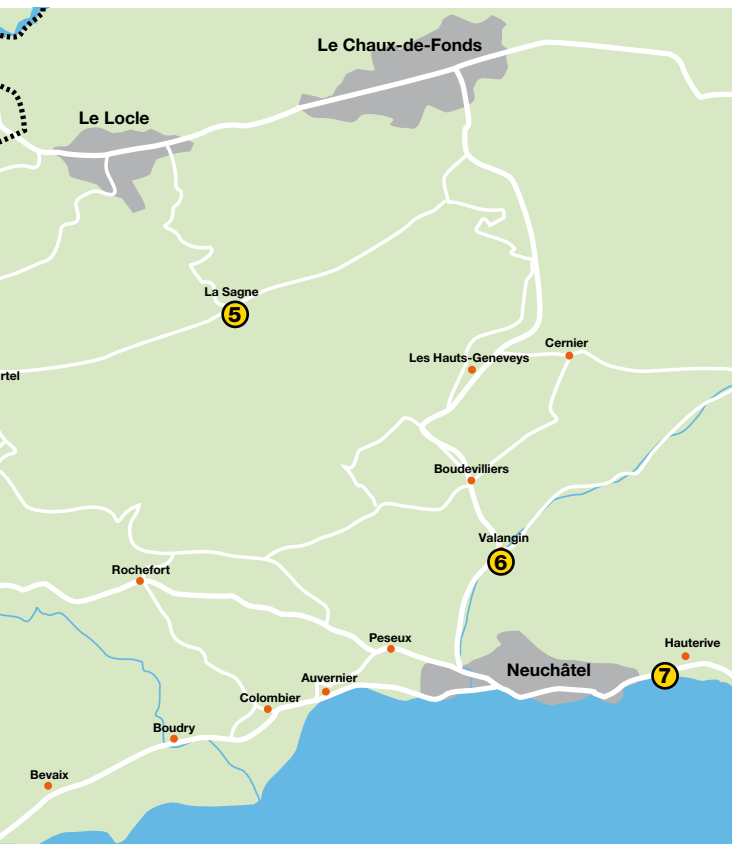 Le Chaux-de-Fonds
Le Locle
La Sagne
5
Cernier
Les Hauts-Geneveys
rtel
Boudevilliers
Valangin
6
Rochefort
Peseux
Hauterive
Neuchâtel
7
Auvernier
Colombier
Boudry
Bevaix